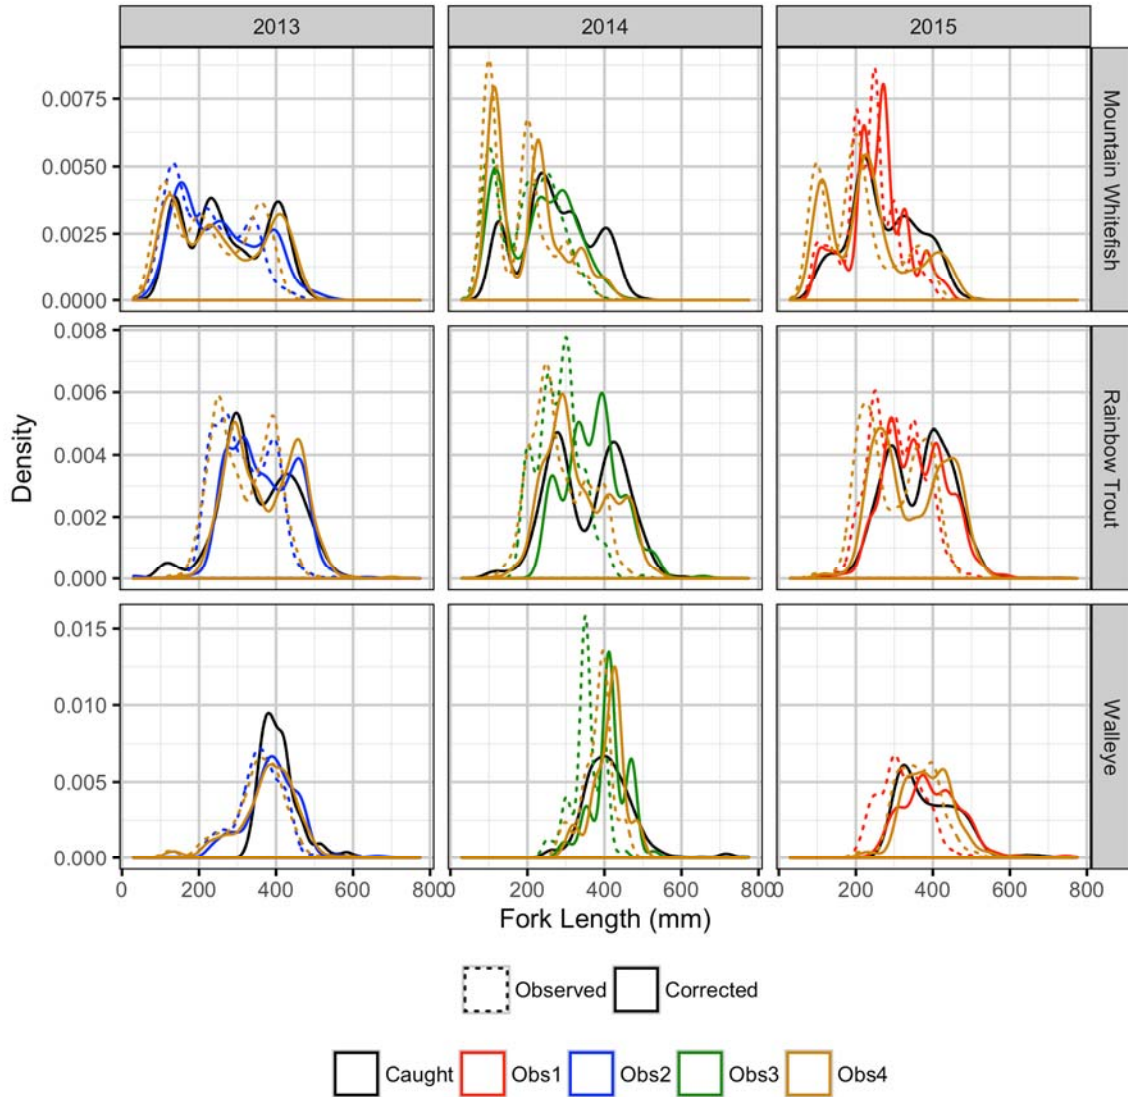 2013 2014 2015
0.0075
0.0050
0.0025
0.0000
Mountain Whitefish
0.008
0.006
0.004
0.002
0.000
Rainbow Trout
0.015
0.010
0.005
0.000
Walleye
Density
0 200 400 600 800 0 200 400 600 800 0 200 400 600 800
Fork Length (mm)
Observed Corrected
Caught Obs1 Obs2 Obs3 Obs4